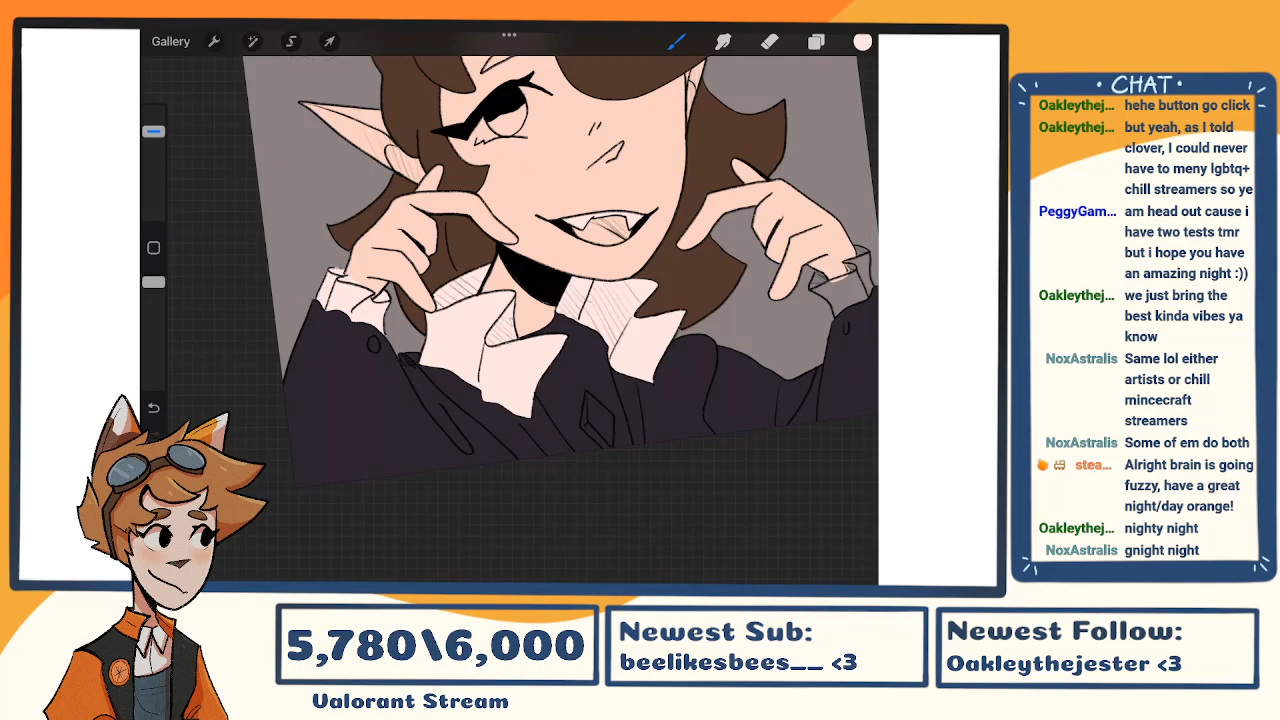 Gallery
• CHAT •
Oakleythej... hehe button go click
Oakleythej... but yeah, as I told
clover, I could never
have to meny lgbtq+
chill streamers so ye
PeggyGam... am head out cause i
have two tests tmr
but i hope you have
an amazing night :))
Oakleythej... we just bring the
best kinda vibes ya
know
NoxAstralis Same lol either
artists or chill
mincecraft
streamers
NoxAstralis Some of em do both
stea... Alright brain is going
fuzzy, have a great
night/day orange!
Oakleythej... nighty night
NoxAstralis gnight night
5,780\6,000
Valorant Stream
Newest Sub:
beelikesbees__ <3
Newest Follow:
Oakleythejester <3